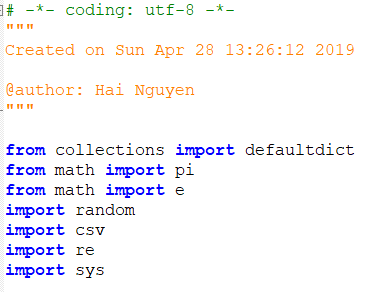 # -*- coding: utf-8 -*-
"""
Created on Sun Apr 28 13:26:12 2019
@author: Hai Nguyen
"""
from collections import defaultdict
from math import pi
from math import e
import random
import csv
import re
import sys